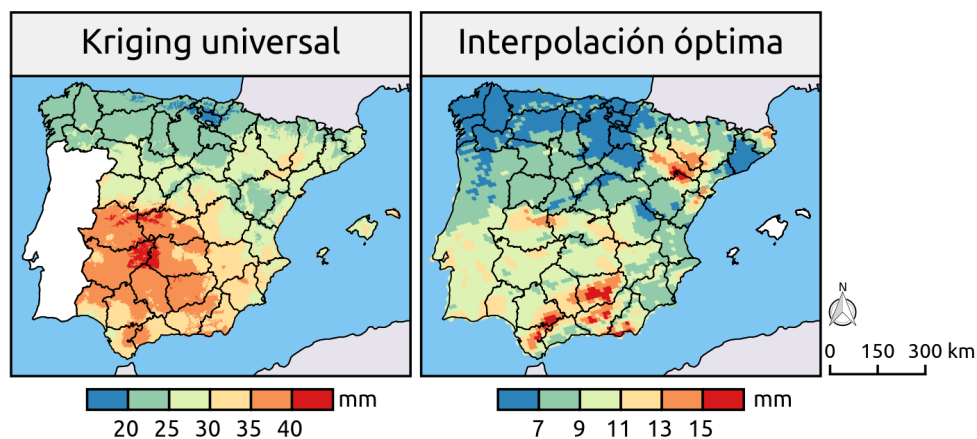 Kriging universal
Interpolación óptima
N
0 150 300 km
20 25 30 35 40 mm
7 9 11 13 15 mm